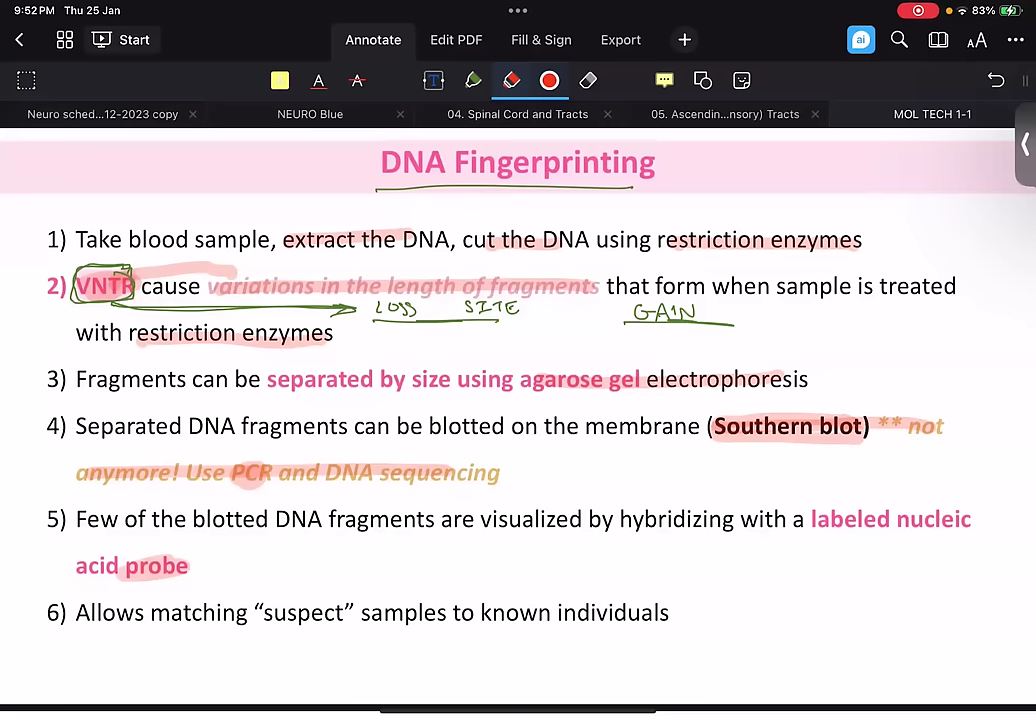 9:52 PM Thu 25 Jan
83%
Start
Annotate
Edit PDF
Fill & Sign
Export
ai
AA
A
A
T
Neuro sched...12-2023 copy
NEURO Blue
04. Spinal Cord and Tracts
05. Ascendin...nsory) Tracts
MOL TECH 1-1
DNA Fingerprinting
1) Take blood sample, extract the DNA, cut the DNA using restriction enzymes
2) VNTR cause variations in the length of fragments that form when sample is treated
LOSS SITE GAIN
with restriction enzymes
3) Fragments can be separated by size using agarose gel electrophoresis
4) Separated DNA fragments can be blotted on the membrane (Southern blot) ** not
anymore! Use PCR and DNA sequencing
5) Few of the blotted DNA fragments are visualized by hybridizing with a labeled nucleic
acid probe
6) Allows matching “suspect” samples to known individuals